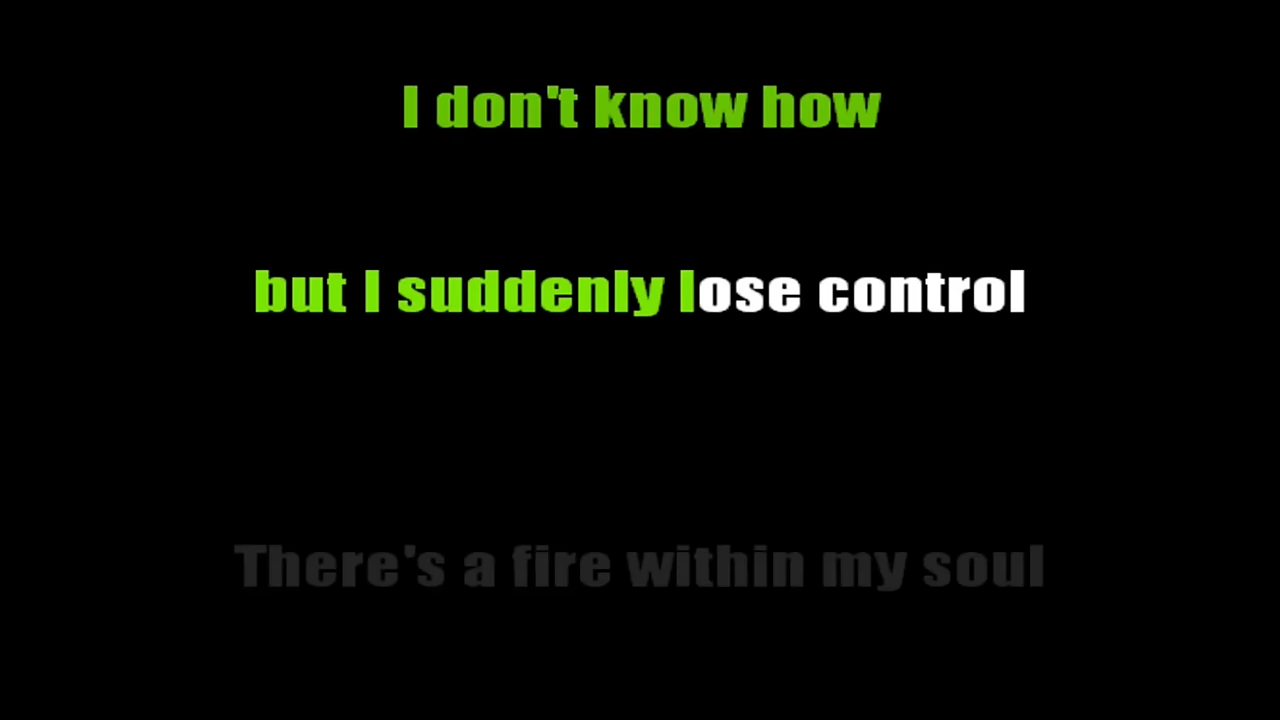 I don't know how
but I suddenly lose control
There's a fire within my soul